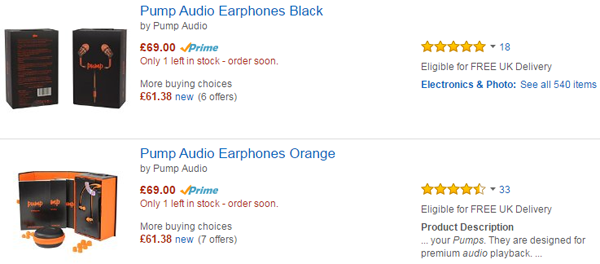 Pump Audio Earphones Black
by Pump Audio
£69.00 Prime
Only 1 left in stock - order soon.
More buying choices
£61.38 new (6 offers)
18
Eligible for FREE UK Delivery
Electronics & Photo: See all 540 items
pump
Pump Audio Earphones Orange
by Pump Audio
£69.00 Prime
Only 1 left in stock - order soon.
More buying choices
£61.38 new (7 offers)
33
Eligible for FREE UK Delivery
Product Description
... your Pumps. They are designed for
premium audio playback. ...
pump